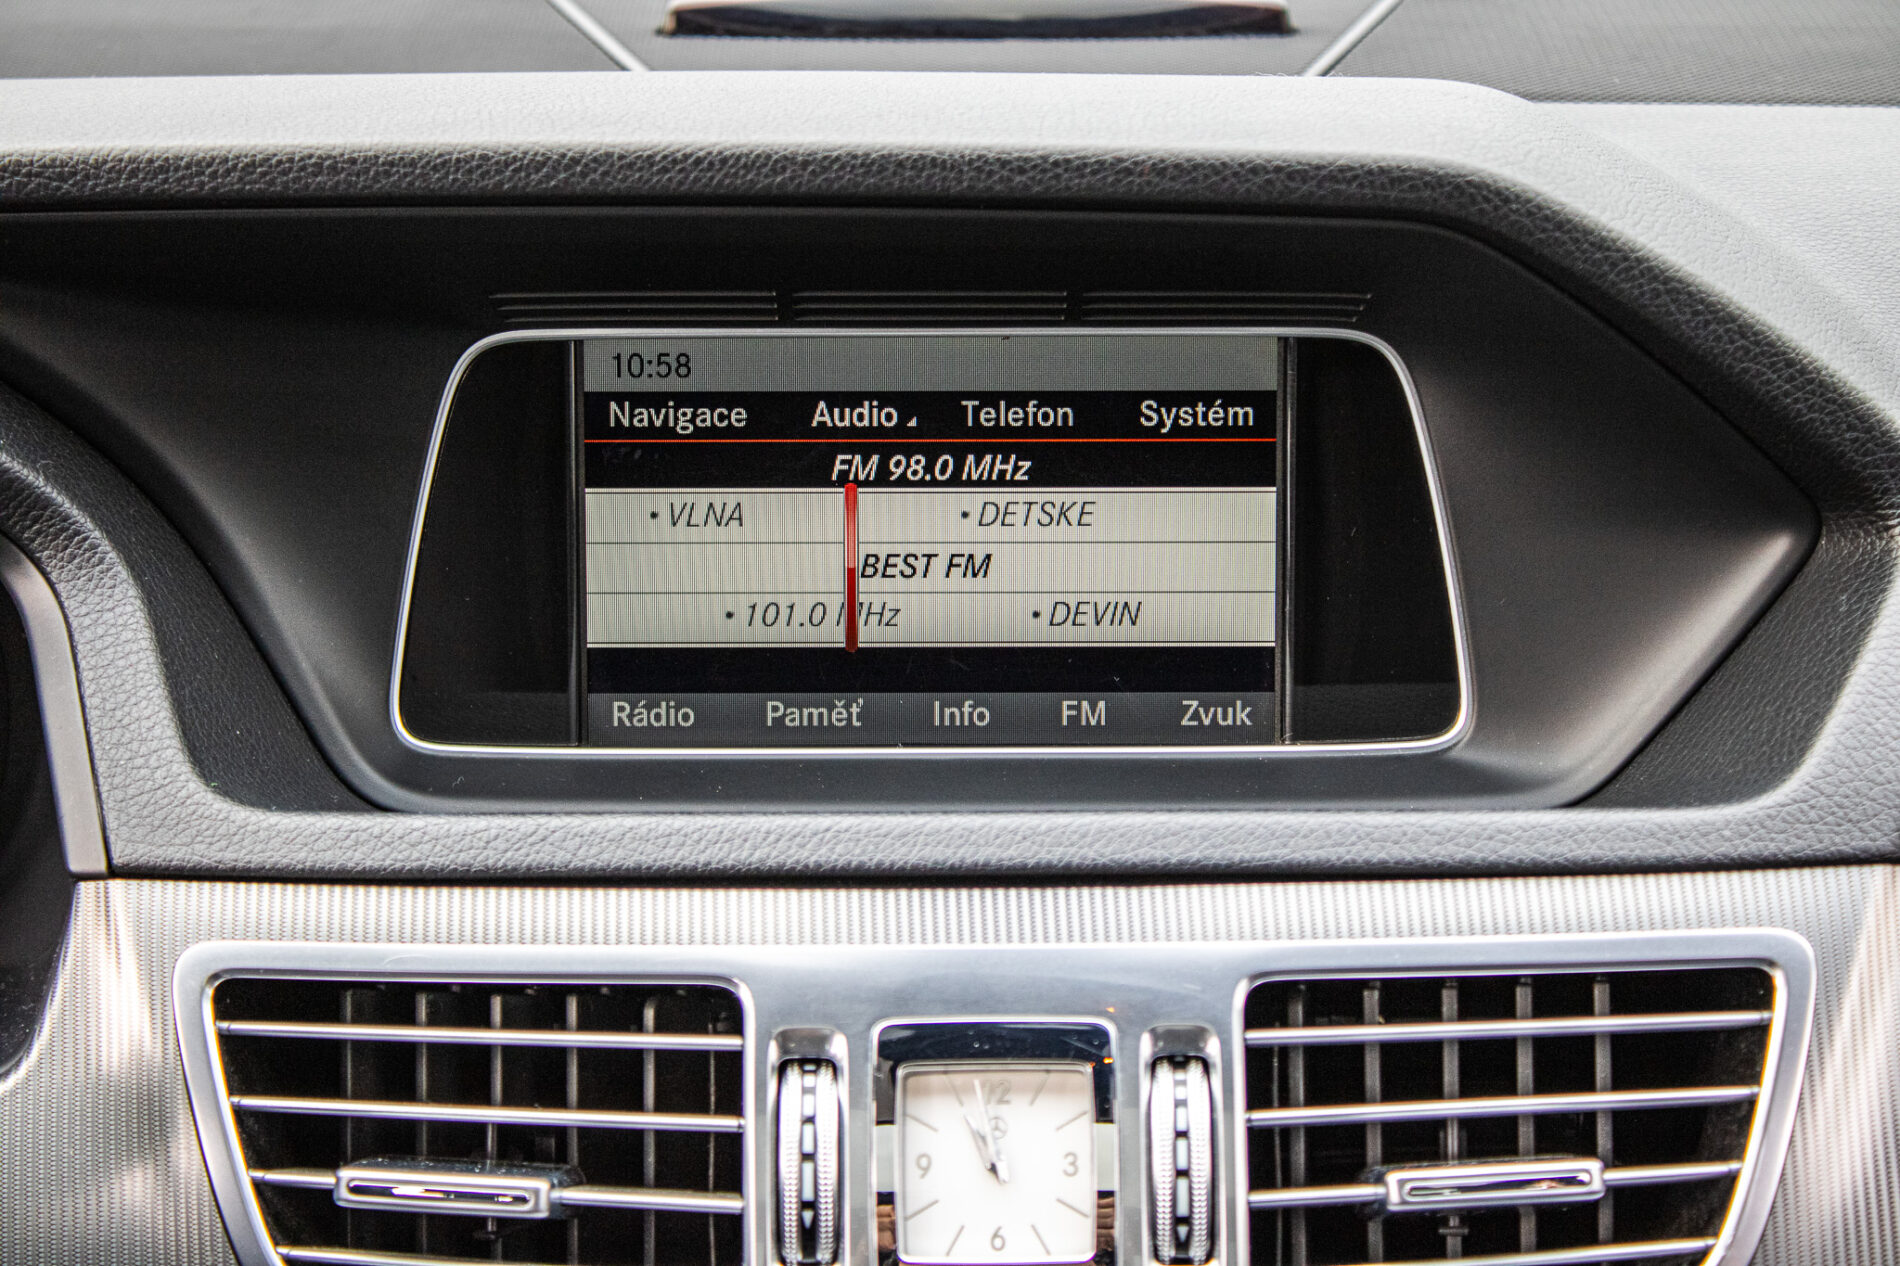 10:58
Navigace Audio Telefon Systém
FM 98.0 MHz
• VLNA • DETSKE
BEST FM
• 101.0 MHz • DEVIN
Rádio Paměť Info FM Zvuk
12
9 3
6